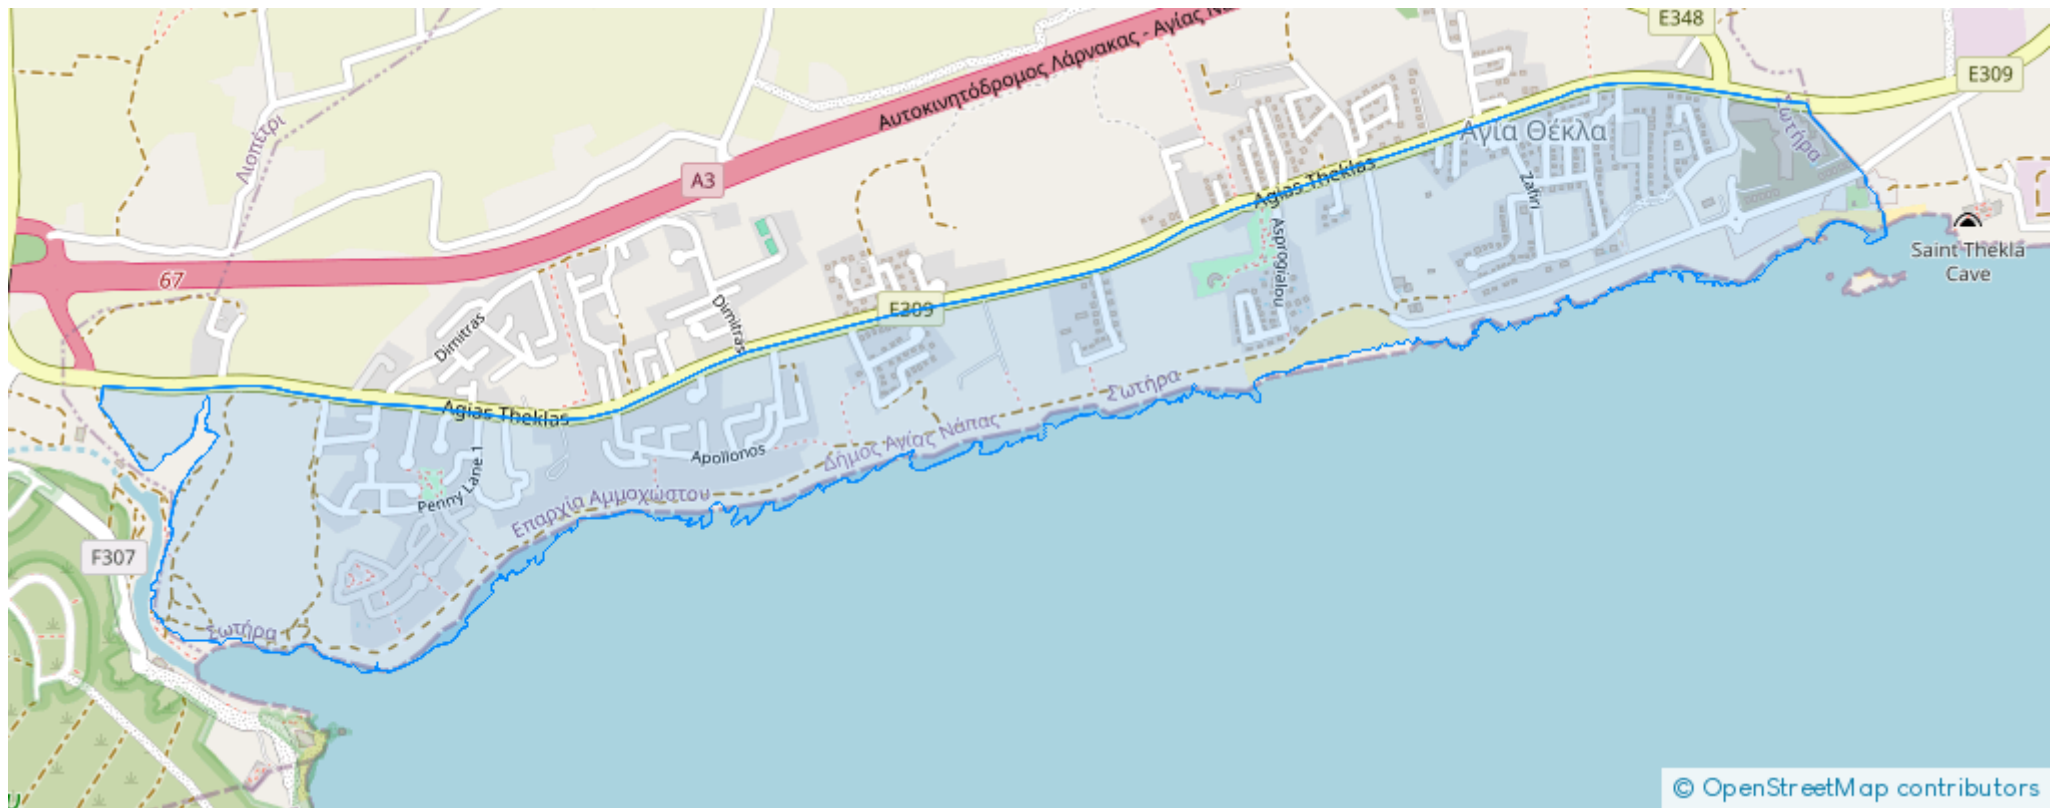 E348
E309
Αυτοκινητόδρομος Λάρνακας - Αγίας
Λιοπέτρι
A3
Αγία Θέκλα
Σωτήρα
Agias Theklas
Zafiri
Asprogialou
Saint Thekla
Cave
67
E309
Dimitras
Dimitras
Σωτήρα
Agias Theklas
Δήμος Αγίας Νάπας
Apollonos
Penny Lane 1
Επαρχία Αμμοχώστου
F307
Σωτήρα
© OpenStreetMap contributors